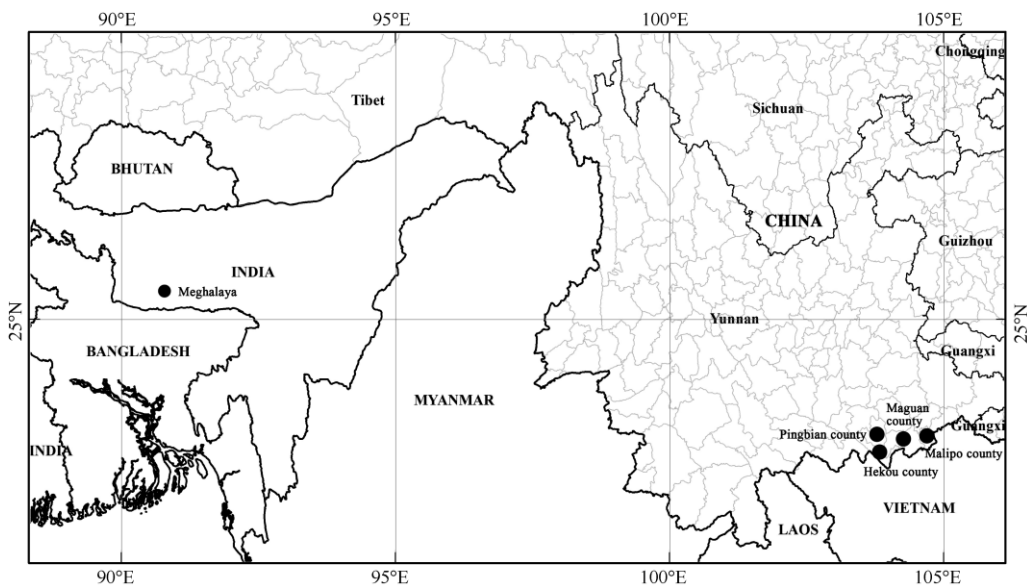 90°E
95°E
100°E
105°E
Chongqing
Tibet
Sichuan
BHUTAN
CHINA
Guizhou
INDIA
Meghalaya
25°N
25°N
Yunnan
BANGLADESH
Guangxi
MYANMAR
Maguan
county
Guangxi
Pingbian county
INDIA
Malipo county
Hekou county
VIETNAM
LAOS
90°E
95°E
100°E
105°E